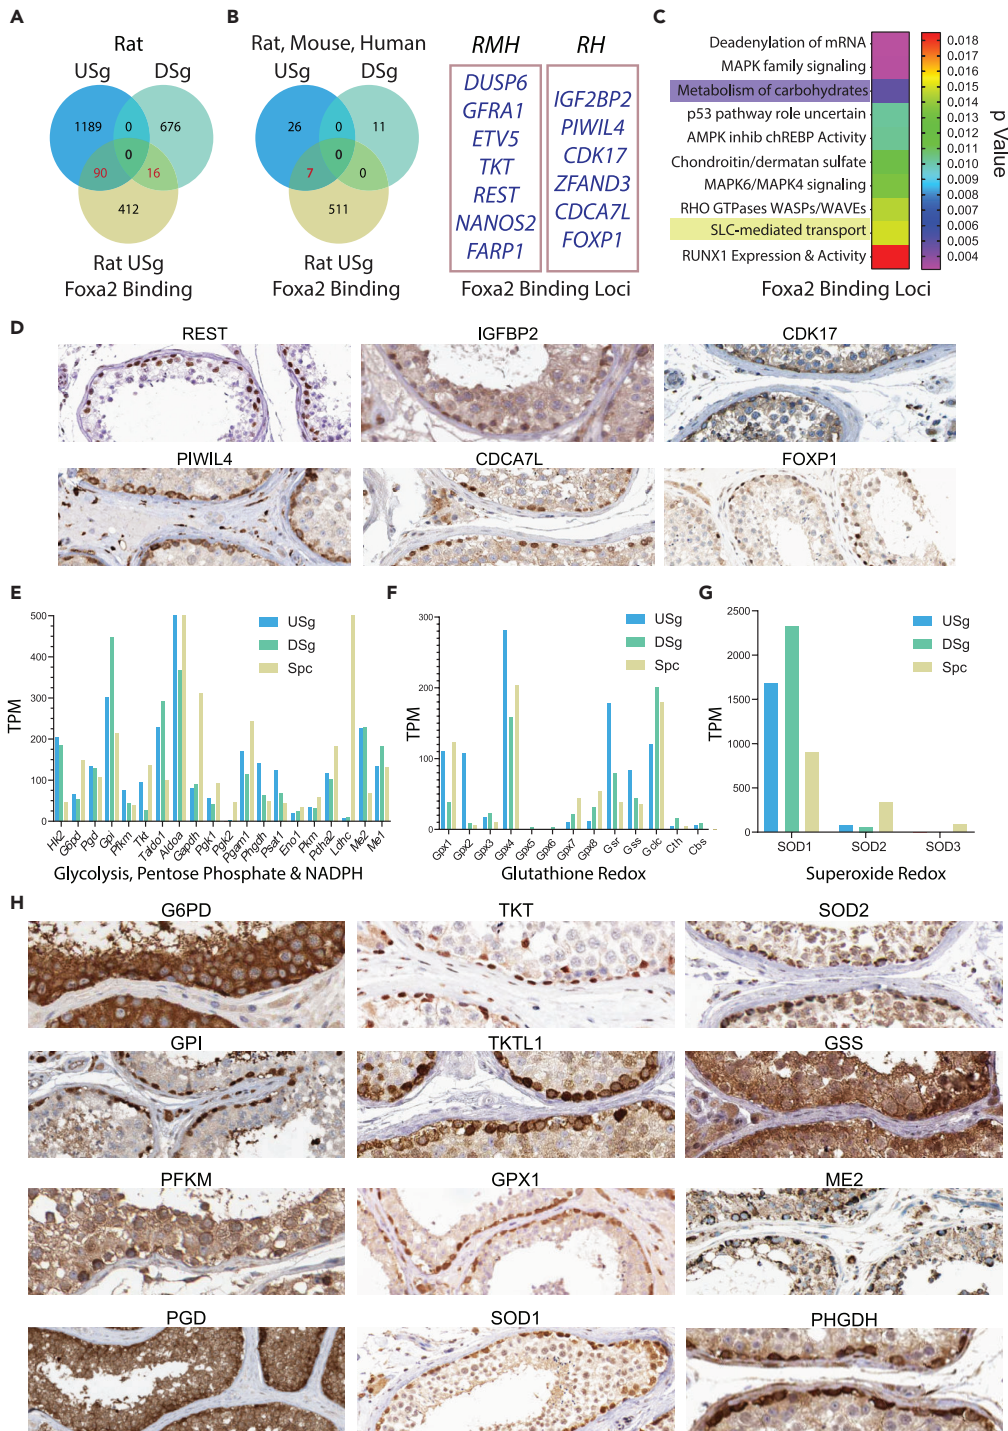 A
Rat
USg
DSg
1189
0
676
0
90
16
412
Rat USg
Foxa2 Binding
B
Rat, Mouse, Human
USg
DSg
26
0
11
0
7
0
511
Rat USg
Foxa2 Binding
RMH
DUSP6
GFRA1
ETV5
TKT
REST
NANOS2
FARP1
RH
IGF2BP2
PIWIL4
CDK17
ZFAND3
CDCA7L
FOXP1
Foxa2 Binding Loci
C
Deadenylation of mRNA
MAPK family signaling
Metabolism of carbohydrates
p53 pathway role uncertain
AMPK inhib chREBP Activity
Chondroitin/dermatan sulfate
MAPK6/MAPK4 signaling
RHO GTPases WASPs/WAVEs
SLC-mediated transport
RUNX1 Expression & Activity
Foxa2 Binding Loci
0.018
0.017
0.016
0.015
0.014
0.013
0.012
0.011
0.010
0.009
0.008
0.007
0.006
0.005
0.004
p Value
D
REST
IGFBP2
CDK17
PIWIL4
CDCA7L
FOXP1
E
TPM
500
400
300
200
100
0
USg
DSg
Spc
Hk2
G6pd
Pgd
Gpi
Pfkm
Tkt
Taldo1
Aldoa
Gapdh
Pgk1
Pgk2
Pgam1
Phgdh
Psat1
Eno1
Pkm
Pdha2
Ldhc
Me2
Me1
Glycolysis, Pentose Phosphate & NADPH
F
TPM
300
200
100
0
USg
DSg
Spc
Gpx1
Gpx2
Gpx3
Gpx4
Gpx5
Gpx6
Gpx7
Gpx8
Gsr
Gss
Gclc
Cth
Cbs
Glutathione Redox
G
TPM
2500
2000
1500
1000
500
0
USg
DSg
Spc
SOD1
SOD2
SOD3
Superoxide Redox
H
G6PD
TKT
SOD2
GPI
TKTL1
GSS
PFKM
GPX1
ME2
PGD
SOD1
PHGDH